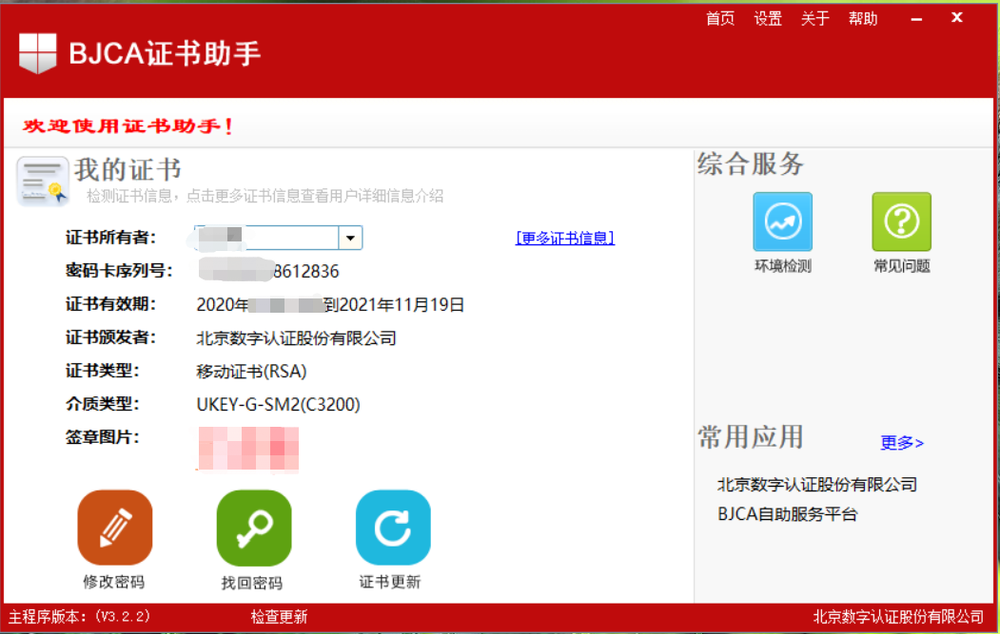 首页 设置 关于 帮助
BJCA证书助手
欢迎使用证书助手！
我的证书
检测证书信息，点击更多证书信息查看用户详细信息介绍
证书所有者：
[更多证书信息]
密码卡序列号： 8612836
证书有效期： 2020年 到2021年11月19日
证书颁发者： 北京数字认证股份有限公司
证书类型： 移动证书(RSA)
介质类型： UKEY-G-SM2(C3200)
签章图片：
修改密码 找回密码 证书更新
综合服务
环境检测 常见问题
常用应用 更多>
北京数字认证股份有限公司
BJCA自助服务平台
主程序版本：(V3.2.2) 检查更新 北京数字认证股份有限公司